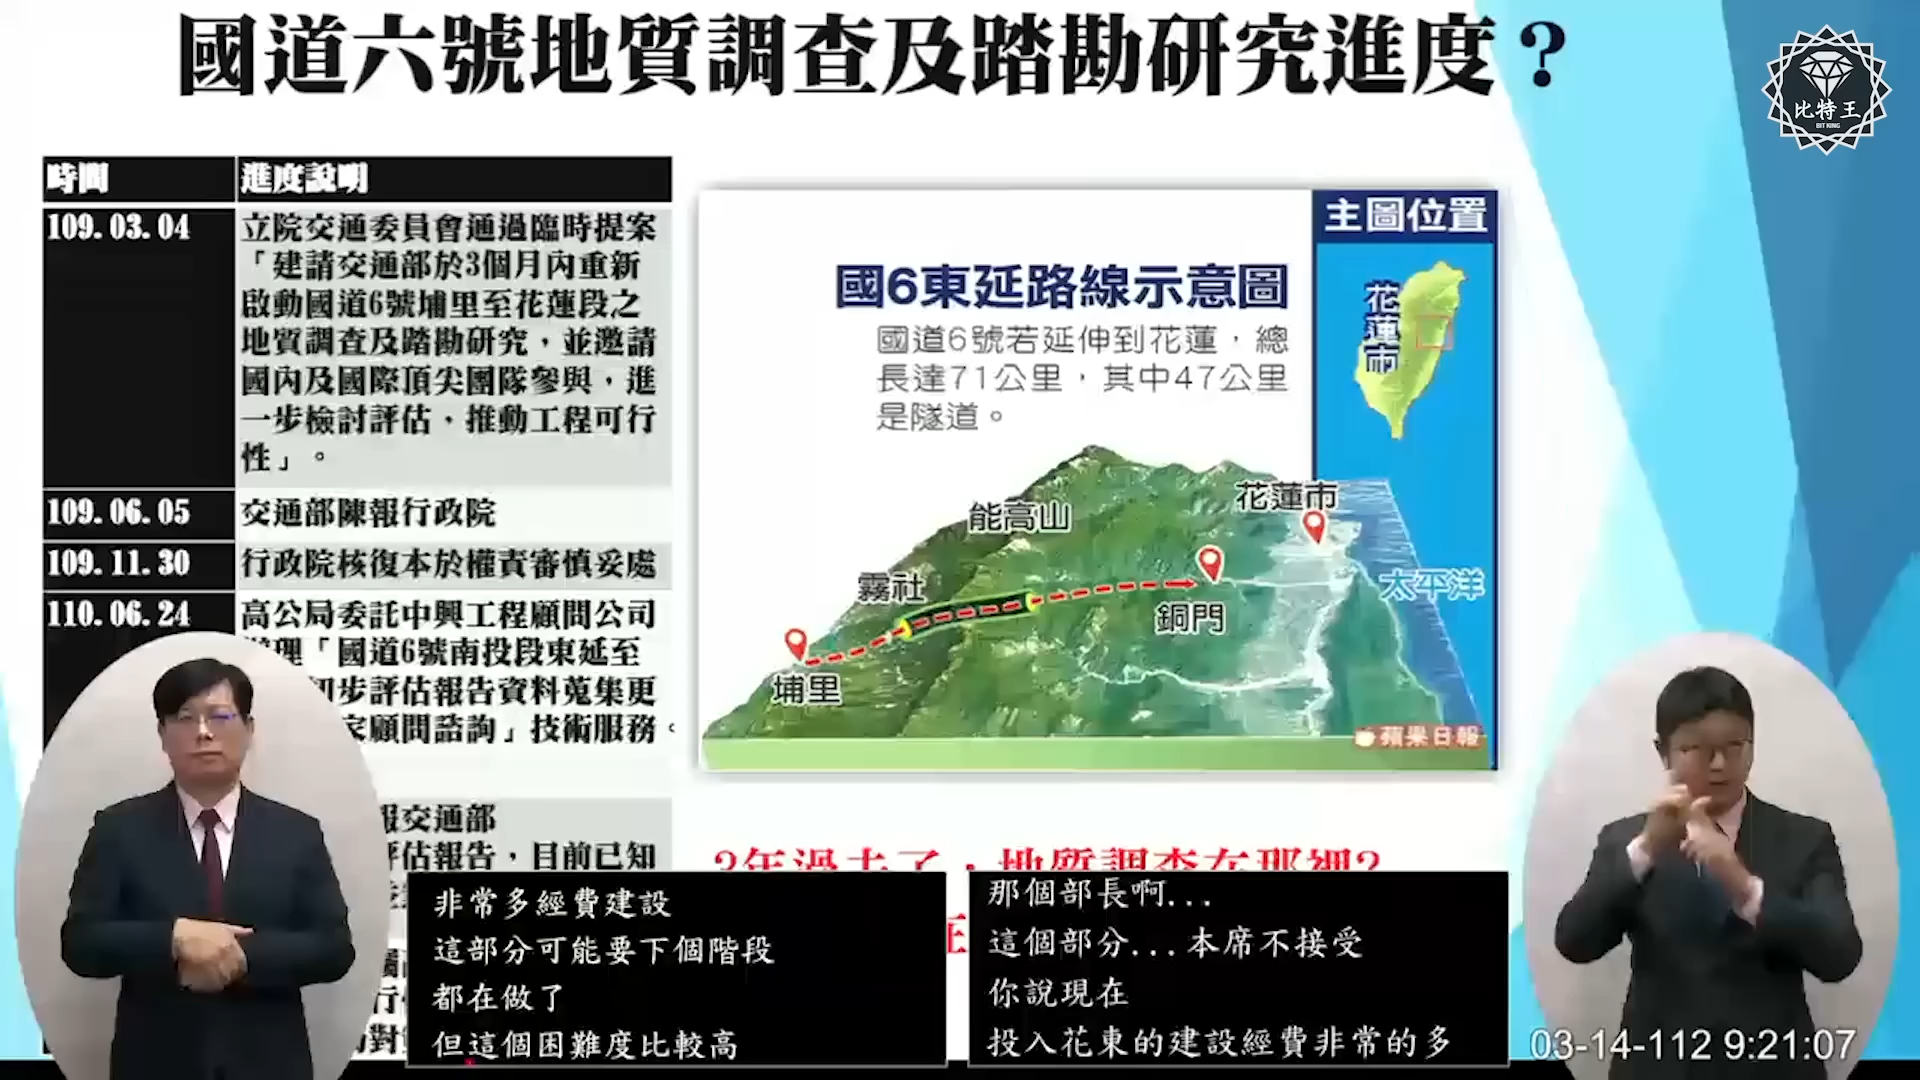 國道六號地質調查及踏勘研究進度？
比特王
BIT KING
時間 進度說明
109.03.04 立院交通委員會通過臨時提案
「建請交通部於3個月內重新
啟動國道6號埔里至花蓮段之
地質調查及踏勘研究，並邀請
國內及國際頂尖團隊參與，進
一步檢討評估，推動工程可行
性」。
109.06.05 交通部陳報行政院
109.11.30 行政院核復本於權責審慎妥處
110.06.24 高公局委託中興工程顧問公司
理「國道6號南投段東延至
初步評估報告資料蒐集更
家顧問諮詢」技術服務。
報交通部
評估報告，目前已知
主圖位置
花蓮市
國6東延路線示意圖
國道6號若延伸到花蓮，總
長達71公里，其中47公里
是隧道。
能高山
花蓮市
霧社
太平洋
銅門
埔里
蘋果日報
3年過去了，地質調查在那裡?
非常多經費建設
這部分可能要下個階段
都在做了
但這個困難度比較高
那個部長啊...
這個部分...本席不接受
你說現在
投入花東的建設經費非常的多
03-14-112 9:21:07